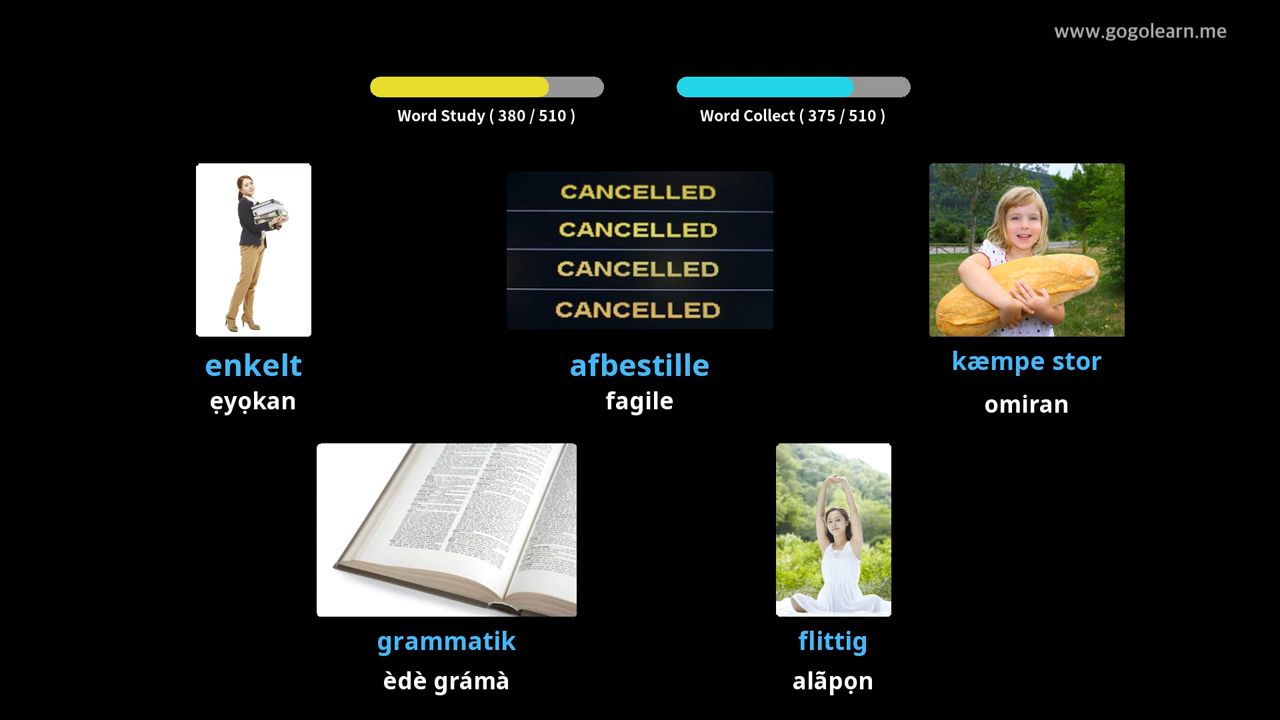 www.gogolearn.me
Word Study ( 380 / 510 )
Word Collect ( 375 / 510 )
CANCELLED
CANCELLED
CANCELLED
CANCELLED
enkelt
ẹyọkan
afbestille
fagile
kæmpe stor
omiran
grammatik
èdè grámà
flittig
alãpọn